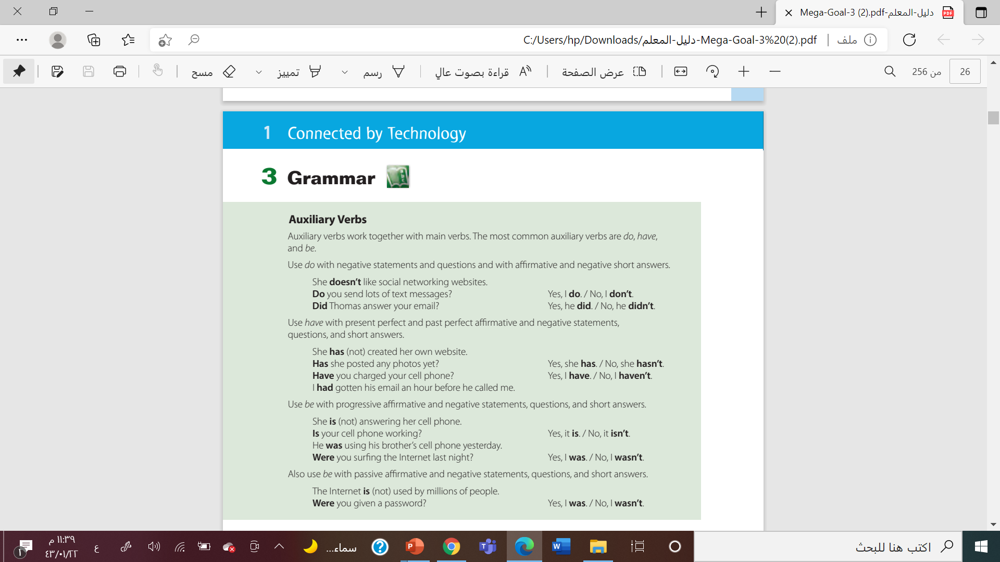 دليل-المعلم-Mega-Goal-3 (2).pdf
ملف
C:/Users/hp/Downloads/دليل-المعلم-Mega-Goal-3%20(2).pdf
26 من 256
عرض الصفحة
قراءة بصوت عالٍ
رسم
تمييز
مسح
1 Connected by Technology
3 Grammar
Auxiliary Verbs
Auxiliary verbs work together with main verbs. The most common auxiliary verbs are do, have,
and be.
Use do with negative statements and questions and with affirmative and negative short answers.
She doesn’t like social networking websites.
Do you send lots of text messages? Yes, I do. / No, I don’t.
Did Thomas answer your email? Yes, he did. / No, he didn’t.
Use have with present perfect and past perfect affirmative and negative statements,
questions, and short answers.
She has (not) created her own website.
Has she posted any photos yet? Yes, she has. / No, she hasn’t.
Have you charged your cell phone? Yes, I have. / No, I haven’t.
I had gotten his email an hour before he called me.
Use be with progressive affirmative and negative statements, questions, and short answers.
She is (not) answering her cell phone.
Is your cell phone working? Yes, it is. / No, it isn’t.
He was using his brother’s cell phone yesterday.
Were you surfing the Internet last night? Yes, I was. / No, I wasn’t.
Also use be with passive affirmative and negative statements, questions, and short answers.
The Internet is (not) used by millions of people.
Were you given a password? Yes, I was. / No, I wasn’t.
اكتب هنا للبحث
سماء...
ع
١١:٣٩ م
٤٣/٠١/٢٢
١